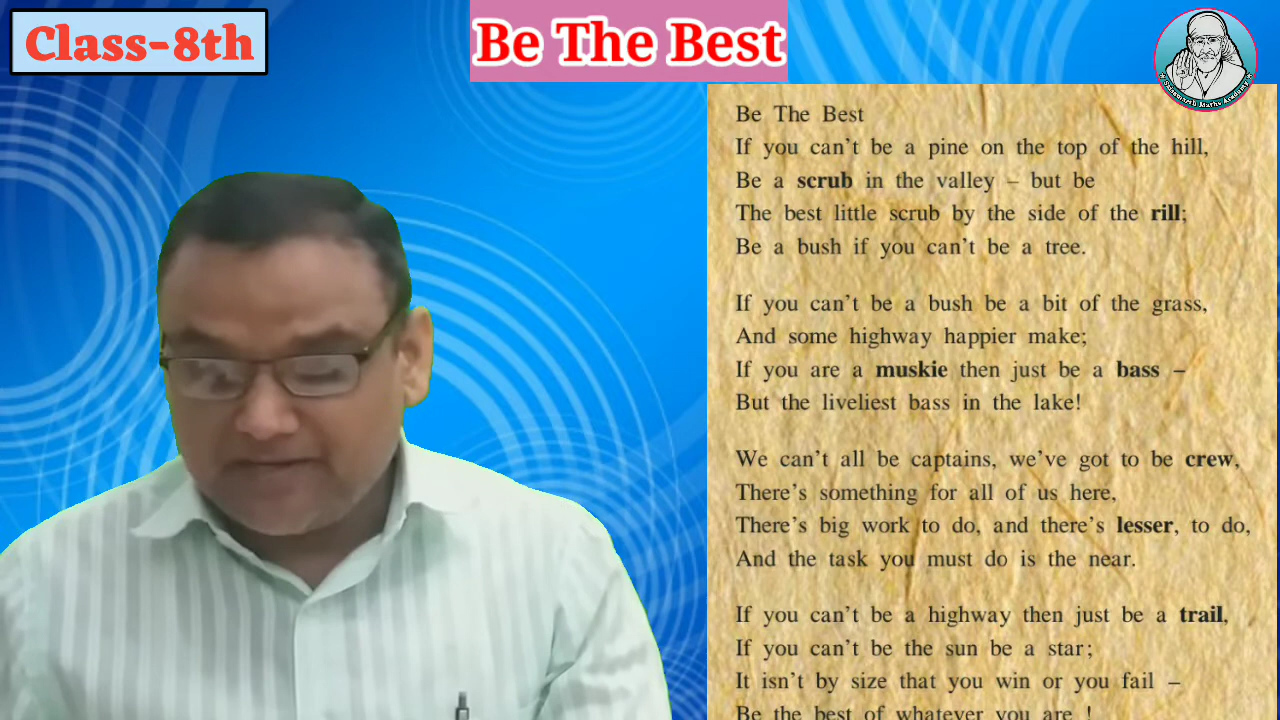 Class-8th
Be The Best
Be The Best
If you can't be a pine on the top of the hill,
Be a scrub in the valley – but be
The best little scrub by the side of the rill;
Be a bush if you can't be a tree.
If you can't be a bush be a bit of the grass,
And some highway happier make;
If you are a muskie then just be a bass –
But the liveliest bass in the lake!
We can't all be captains, we've got to be crew,
There's something for all of us here,
There's big work to do, and there's lesser, to do,
And the task you must do is the near.
If you can't be a highway then just be a trail,
If you can't be the sun be a star;
It isn't by size that you win or you fail –
Be the best of whatever you are !